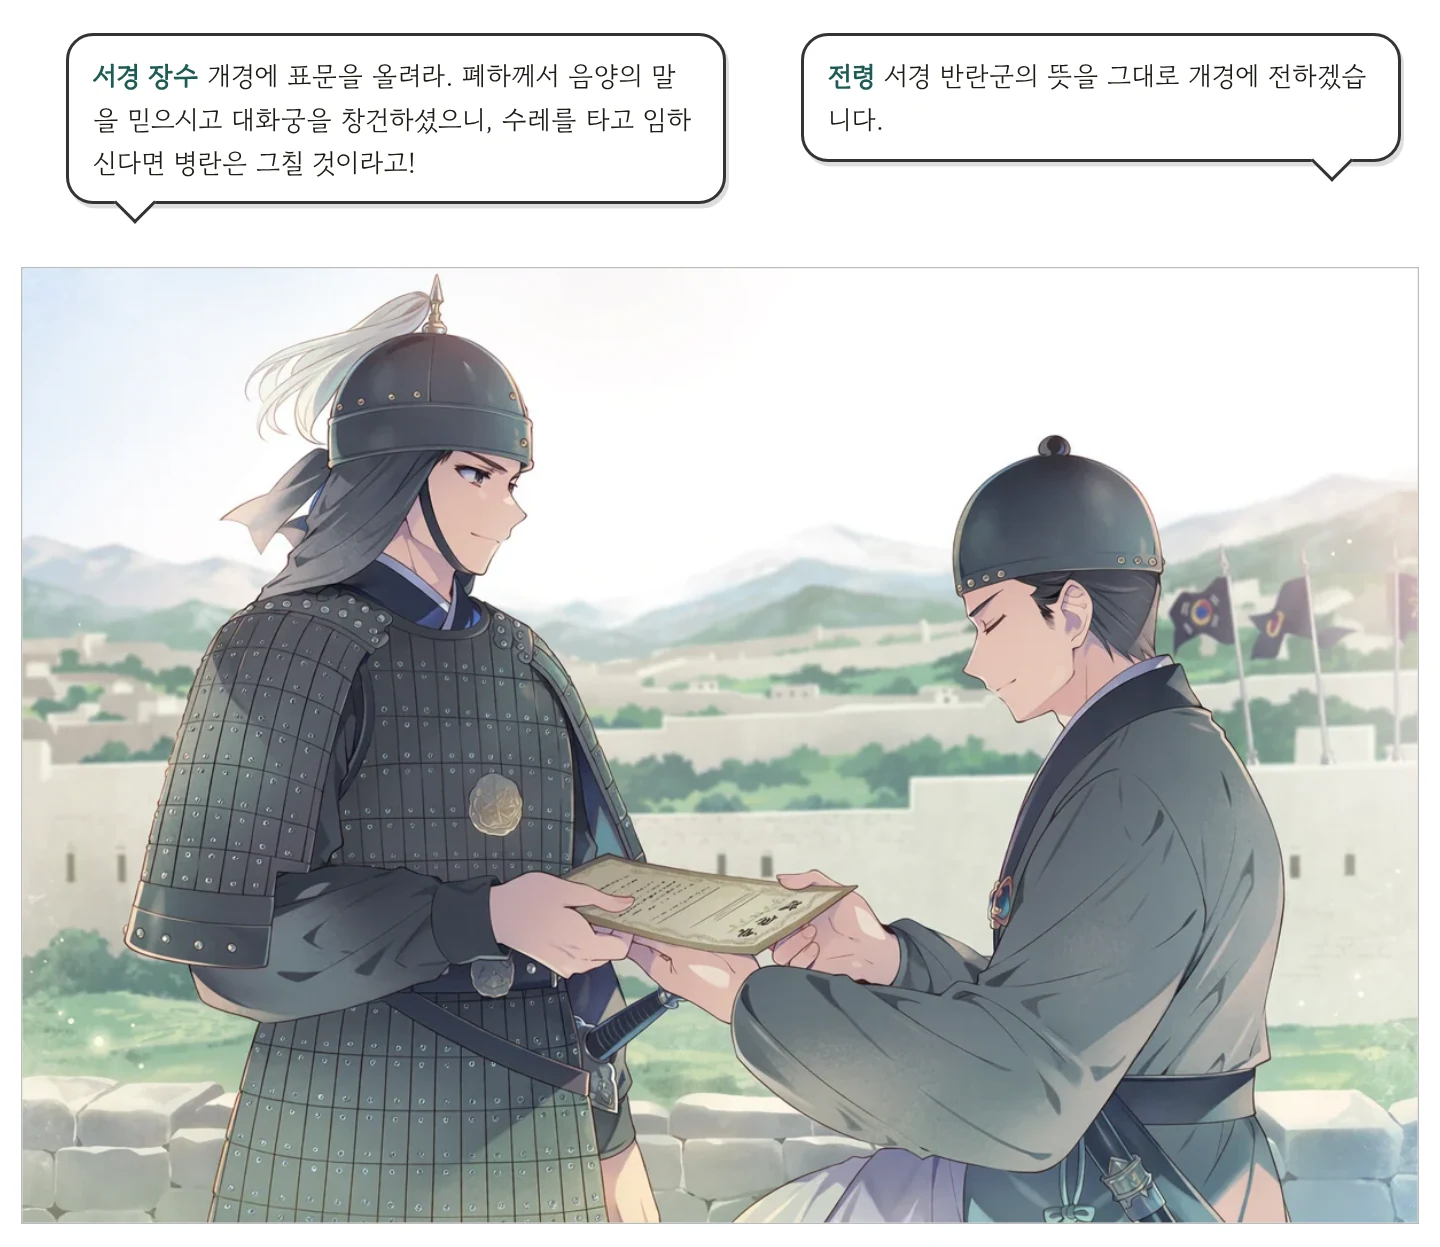 서경 장수 개경에 표문을 올려라. 폐하께서 음양의 말
을 믿으시고 대화궁을 창건하셨으니, 수레를 타고 임하
신다면 병란은 그칠 것이라고!
전령 서경 반란군의 뜻을 그대로 개경에 전하겠습
니다.